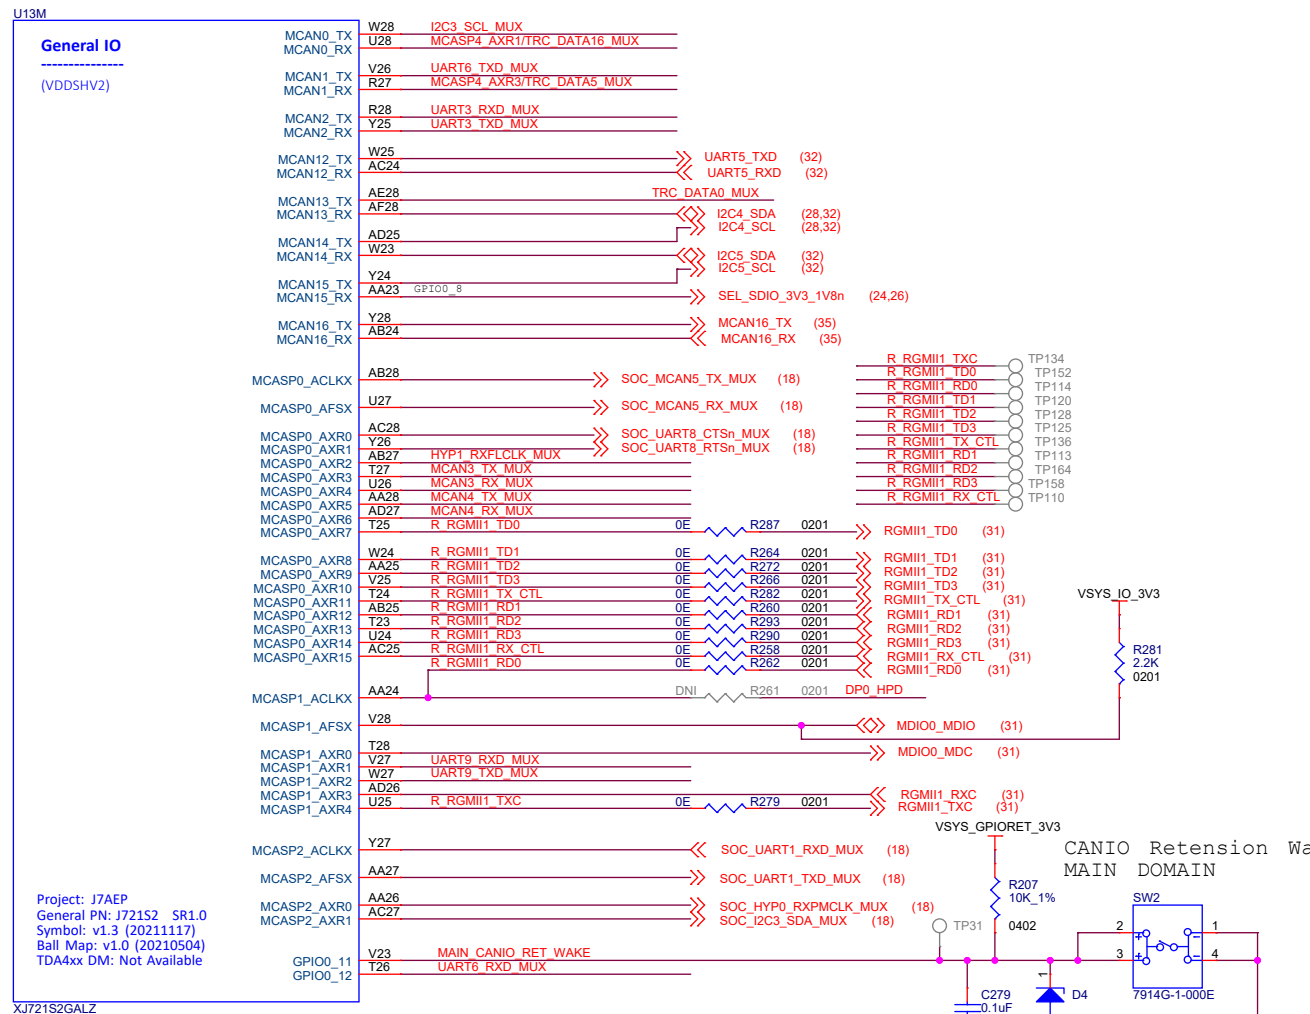 U13M
General IO
---------------
(VDDSHV2)
MCAN0_TX W28 I2C3_SCL_MUX
MCAN0_RX U28 MCASP4_AXR1/TRC_DATA16_MUX
MCAN1_TX V26 UART6_TXD_MUX
MCAN1_RX R27 MCASP4_AXR3/TRC_DATA5_MUX
MCAN2_TX R28 UART3_RXD_MUX
MCAN2_RX Y25 UART3_TXD_MUX
MCAN12_TX W25 UART5_TXD (32)
MCAN12_RX AC24 UART5_RXD (32)
MCAN13_TX AE28 TRC_DATA0_MUX
MCAN13_RX AF28 I2C4_SDA (28,32)
I2C4_SCL (28,32)
MCAN14_TX AD25
MCAN14_RX W23 I2C5_SDA (32)
I2C5_SCL (32)
MCAN15_TX Y24
MCAN15_RX AA23 GPIO0_8 SEL_SDIO_3V3_1V8n (24,26)
MCAN16_TX Y28 MCAN16_TX (35)
MCAN16_RX AB24 MCAN16_RX (35)
R_RGMII1_TXC TP134
R_RGMII1_TD0 TP152
R_RGMII1_RD0 TP114
R_RGMII1_TD1 TP120
R_RGMII1_TD2 TP128
R_RGMII1_TD3 TP125
R_RGMII1_TX_CTL TP136
R_RGMII1_RD1 TP113
R_RGMII1_RD2 TP164
R_RGMII1_RD3 TP158
R_RGMII1_RX_CTL TP110
MCASP0_ACLKX AB28 SOC_MCAN5_TX_MUX (18)
MCASP0_AFSX U27 SOC_MCAN5_RX_MUX (18)
MCASP0_AXR0 AC28 SOC_UART8_CTSn_MUX (18)
MCASP0_AXR1 Y26 SOC_UART8_RTSn_MUX (18)
MCASP0_AXR2 AB27 HYP1_RXFLCLK_MUX
MCASP0_AXR3 T27 MCAN3_TX_MUX
MCASP0_AXR4 U26 MCAN3_RX_MUX
MCASP0_AXR5 AA28 MCAN4_TX_MUX
MCASP0_AXR6 AD27 MCAN4_RX_MUX
MCASP0_AXR7 T25 R_RGMII1_TD0 0E R287 0201 RGMII1_TD0 (31)
MCASP0_AXR8 W24 R_RGMII1_TD1 0E R264 0201 RGMII1_TD1 (31)
MCASP0_AXR9 AA25 R_RGMII1_TD2 0E R272 0201 RGMII1_TD2 (31)
MCASP0_AXR10 V25 R_RGMII1_TD3 0E R266 0201 RGMII1_TD3 (31)
MCASP0_AXR11 T24 R_RGMII1_TX_CTL 0E R282 0201 RGMII1_TX_CTL (31)
MCASP0_AXR12 AB25 R_RGMII1_RD1 0E R260 0201 RGMII1_RD1 (31)
MCASP0_AXR13 T23 R_RGMII1_RD2 0E R293 0201 RGMII1_RD2 (31)
MCASP0_AXR14 U24 R_RGMII1_RD3 0E R290 0201 RGMII1_RD3 (31)
MCASP0_AXR15 AC25 R_RGMII1_RX_CTL 0E R258 0201 RGMII1_RX_CTL (31)
R_RGMII1_RD0 0E R262 0201 RGMII1_RD0 (31)
VSYS_IO_3V3
R281
2.2K
0201
MCASP1_ACLKX AA24 DNI R261 0201 DP0_HPD
MCASP1_AFSX V28 MDIO0_MDIO (31)
MCASP1_AXR0 T28 MDIO0_MDC (31)
MCASP1_AXR1 V27 UART9_RXD_MUX
MCASP1_AXR2 W27 UART9_TXD_MUX
MCASP1_AXR3 AD26 RGMII1_RXC (31)
MCASP1_AXR4 U25 R_RGMII1_TXC 0E R279 0201 RGMII1_TXC (31)
MCASP2_ACLKX Y27 SOC_UART1_RXD_MUX (18)
MCASP2_AFSX AA27 SOC_UART1_TXD_MUX (18)
MCASP2_AXR0 AA26 SOC_HYP0_RXPMCLK_MUX (18)
MCASP2_AXR1 AC27 SOC_I2C3_SDA_MUX (18)
GPIO0_11 V23 MAIN_CANIO_RET_WAKE
GPIO0_12 T26 UART6_RXD_MUX
VSYS_GPIORET_3V3
R207
10K_1%
0402
TP31
CANIO Retension Wa
MAIN DOMAIN
SW2
2 1
3 4
7914G-1-000E
1
D4
C279
0.1uF
Project: J7AEP
General PN: J721S2 SR1.0
Symbol: v1.3 (20211117)
Ball Map: v1.0 (20210504)
TDA4xx DM: Not Available
XJ721S2GALZ